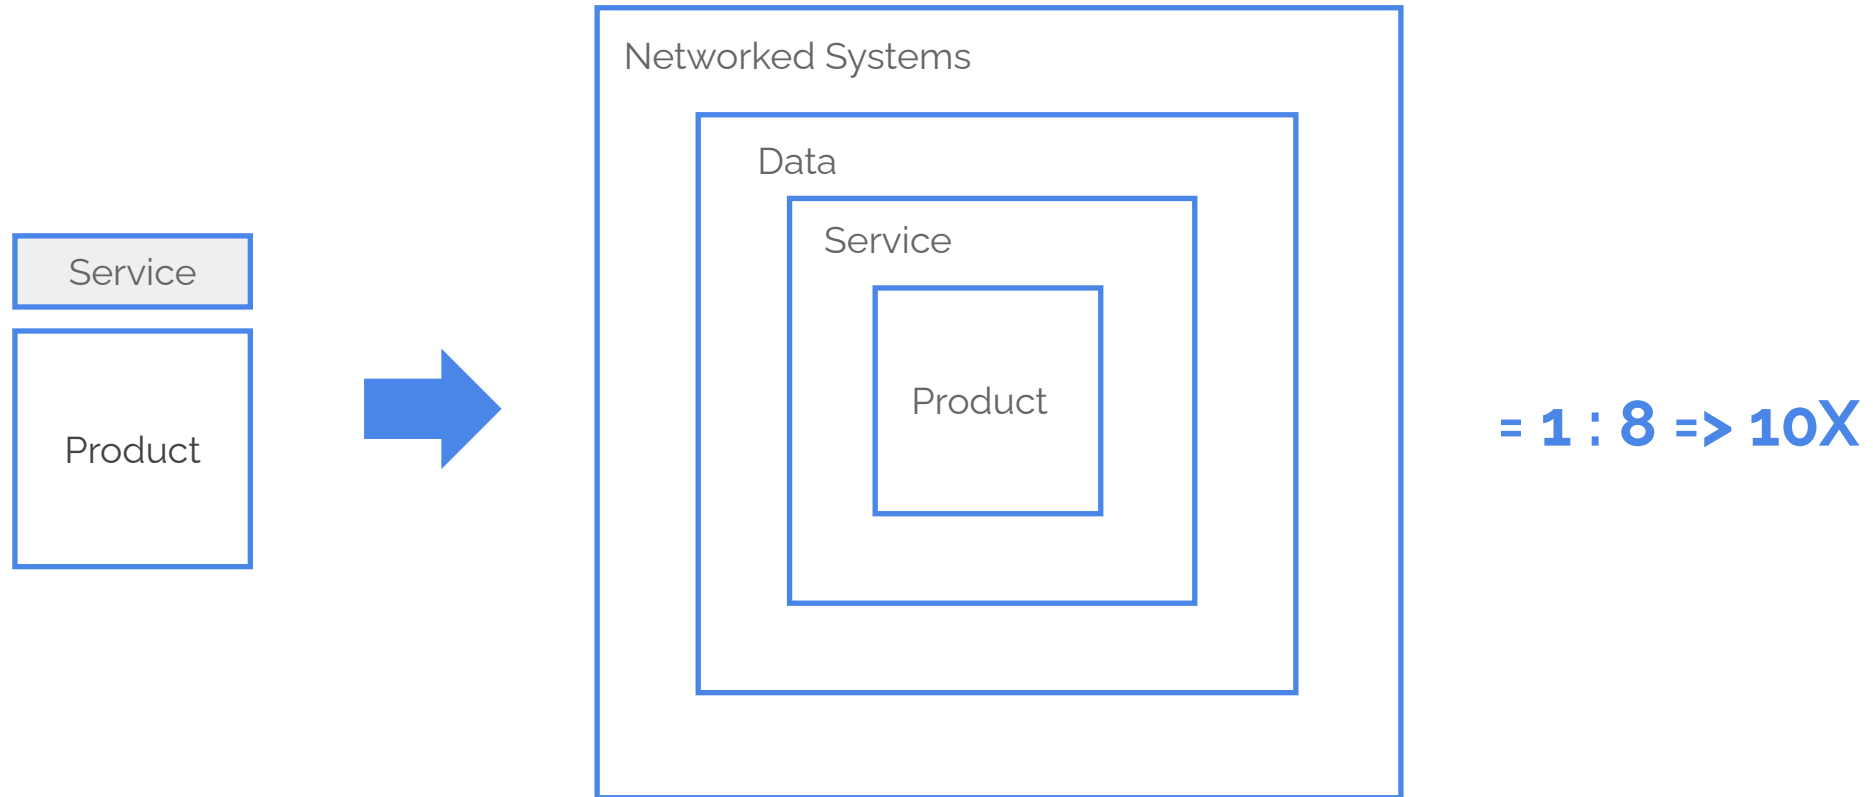 Service
Product
Networked Systems
Data
Service
Product
= 1 : 8 => 10X